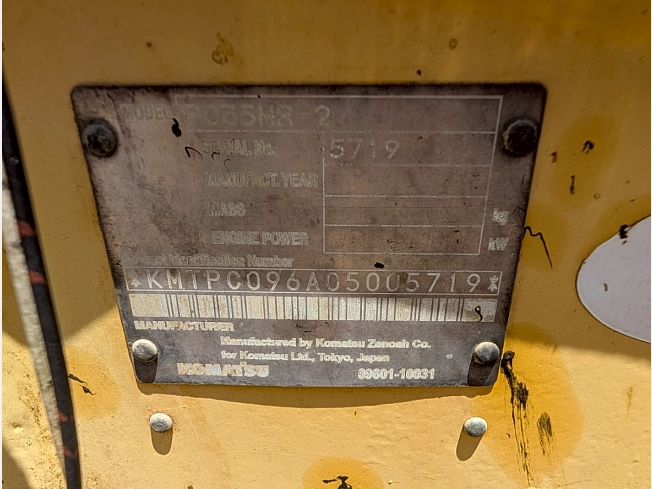 MODEL PC35MR-2
SERIAL No. 5719
MANUFACT. YEAR
MASS kg
ENGINE POWER kW
Product Identification Number
*KMTPC096A05005719*
MANUFACTURER
Manufactured by Komatsu Zenoah Co.
for Komatsu Ltd., Tokyo, Japan
KOMATSU 09601-10031